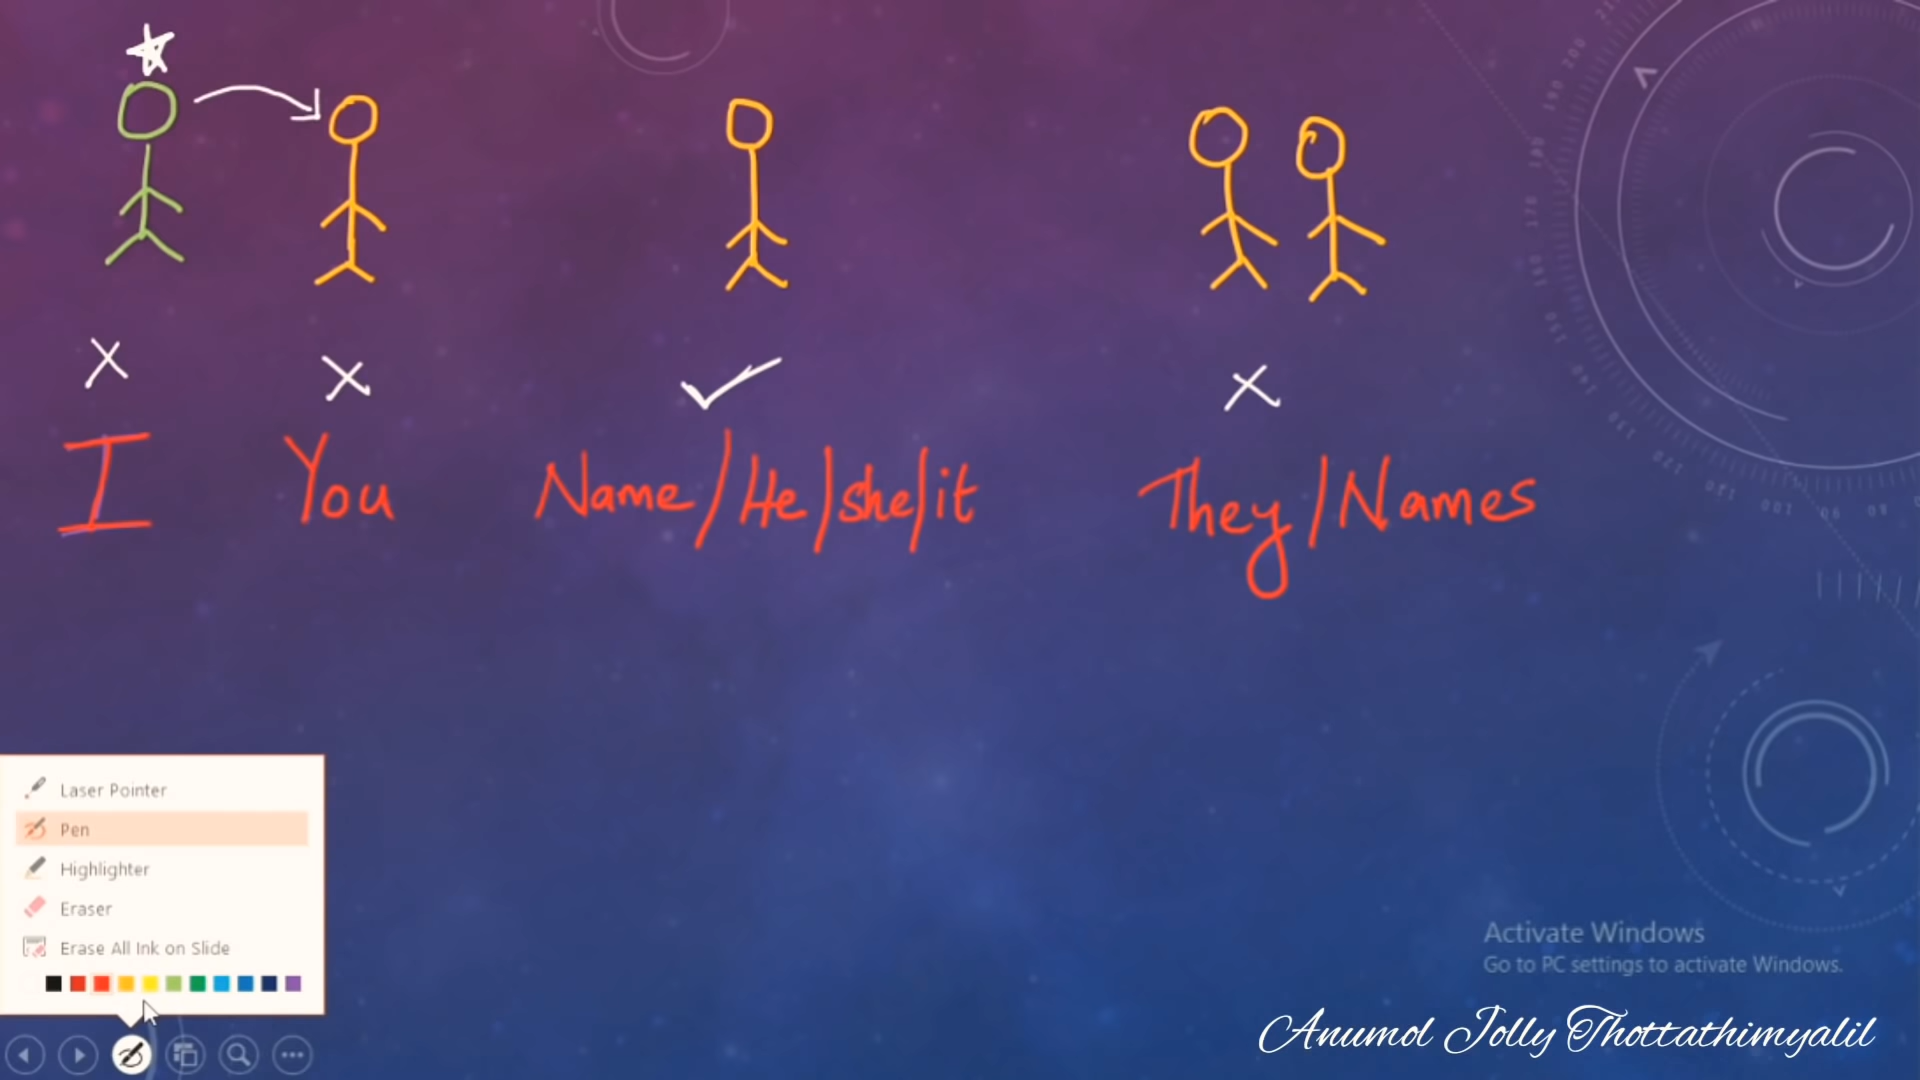 I You Name/He/she/it They/Names
Laser Pointer
Pen
Highlighter
Eraser
Erase All Ink on Slide
Activate Windows
Go to PC settings to activate Windows.
Anumol Jolly Thottathimyalil